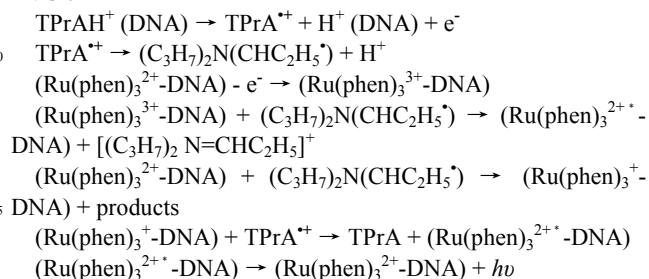 TPrAH⁺ (DNA) → TPrA•⁺ + H⁺ (DNA) + e⁻
TPrA•⁺ → (C₃H₇)₂N(CHC₂H₅•) + H⁺
(Ru(phen)₃²⁺-DNA) - e⁻ → (Ru(phen)₃³⁺-DNA)
(Ru(phen)₃³⁺-DNA) + (C₃H₇)₂N(CHC₂H₅•) → (Ru(phen)₃²⁺*-
DNA) + [(C₃H₇)₂ N=CHC₂H₅]⁺
(Ru(phen)₃²⁺-DNA) + (C₃H₇)₂N(CHC₂H₅•) → (Ru(phen)₃⁺-
DNA) + products
(Ru(phen)₃⁺-DNA) + TPrA•⁺ → TPrA + (Ru(phen)₃²⁺*-DNA)
(Ru(phen)₃²⁺*-DNA) → (Ru(phen)₃²⁺-DNA) + hυ